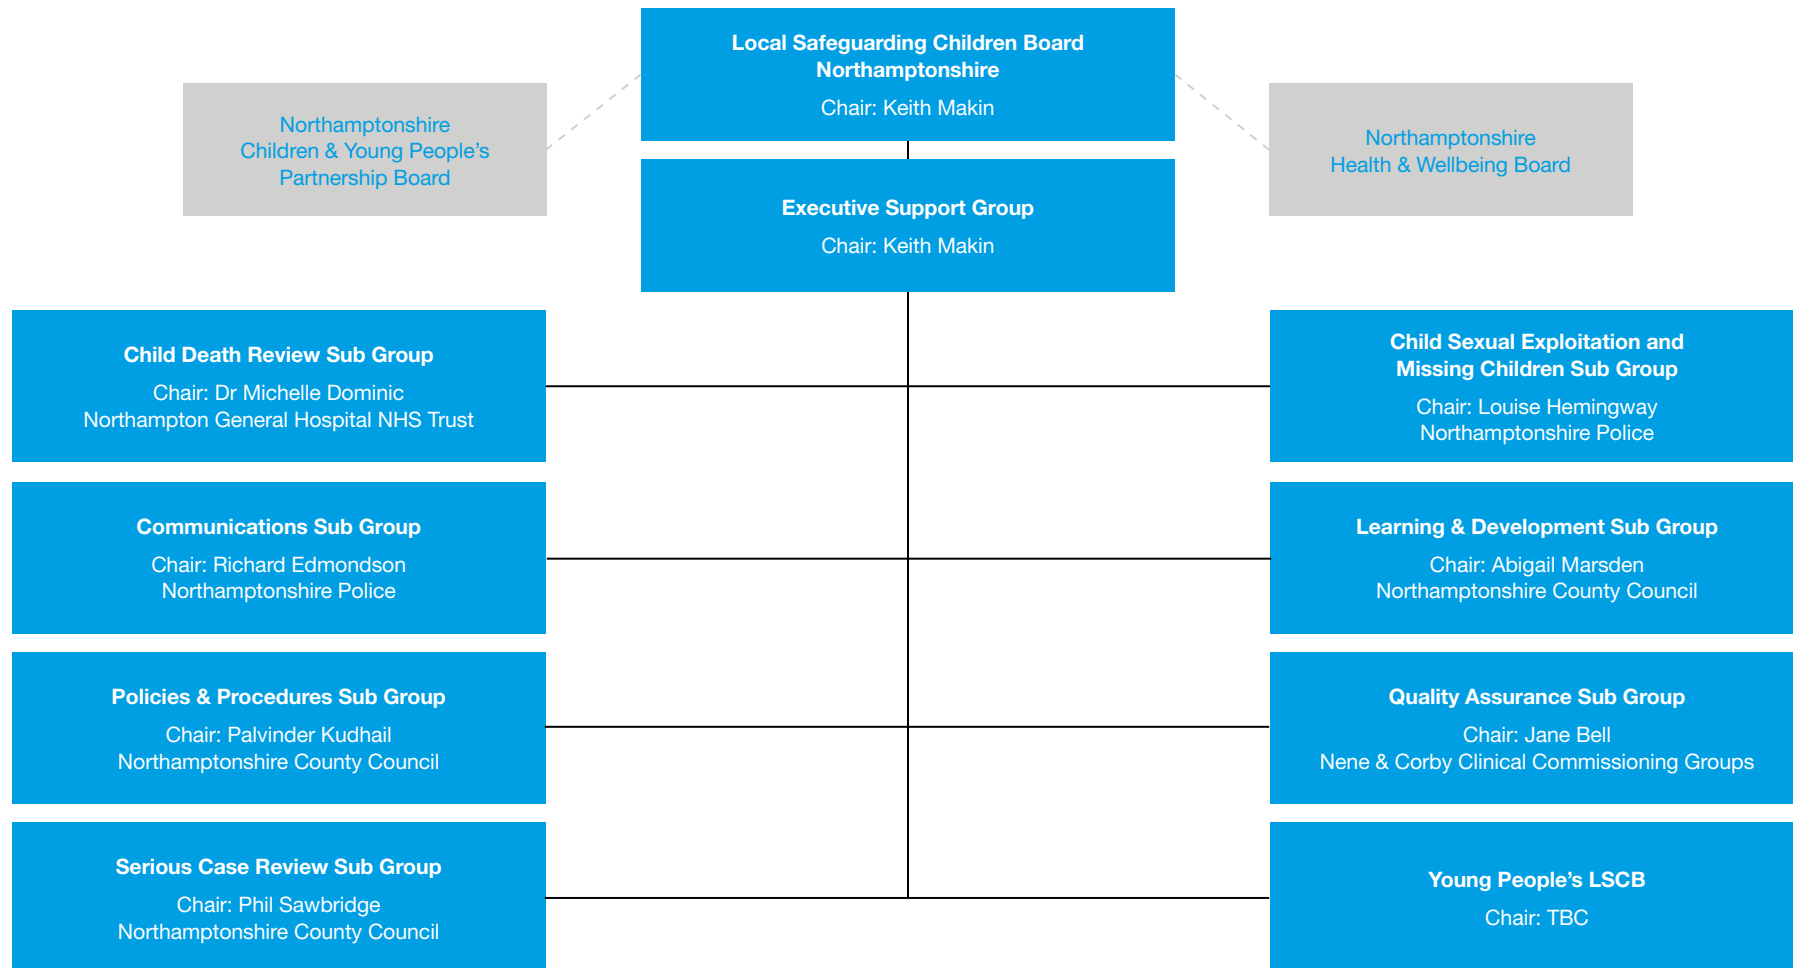 Local Safeguarding Children Board
Northamptonshire
Chair: Keith Makin
Northamptonshire
Children & Young People’s
Partnership Board
Northamptonshire
Health & Wellbeing Board
Executive Support Group
Chair: Keith Makin
Child Death Review Sub Group
Chair: Dr Michelle Dominic
Northampton General Hospital NHS Trust
Child Sexual Exploitation and
Missing Children Sub Group
Chair: Louise Hemingway
Northamptonshire Police
Communications Sub Group
Chair: Richard Edmondson
Northamptonshire Police
Learning & Development Sub Group
Chair: Abigail Marsden
Northamptonshire County Council
Policies & Procedures Sub Group
Chair: Palvinder Kudhail
Northamptonshire County Council
Quality Assurance Sub Group
Chair: Jane Bell
Nene & Corby Clinical Commissioning Groups
Serious Case Review Sub Group
Chair: Phil Sawbridge
Northamptonshire County Council
Young People’s LSCB
Chair: TBC